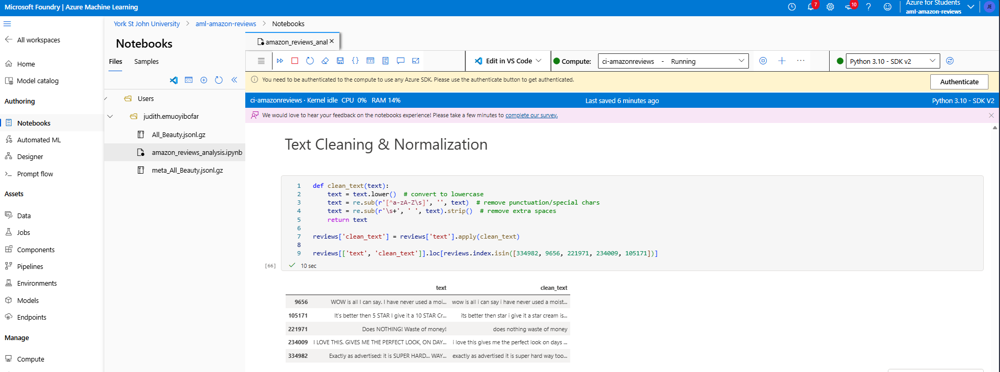 Microsoft Foundry | Azure Machine Learning
7
10
?
Azure for Students
aml-amazon-reviews
JE
York St John University > aml-amazon-reviews > Notebooks
All workspaces
Home
Model catalog
Authoring
Notebooks
Automated ML
Designer
Prompt flow
Assets
Data
Jobs
Components
Pipelines
Environments
Models
Endpoints
Manage
Compute
Notebooks
Files Samples
Users
judith.emuoyibofar
All_Beauty.jsonl.gz
amazon_reviews_analysis.ipynb
meta_All_Beauty.jsonl.gz
amazon_reviews_anal
Edit in VS Code
Compute: ci-amazonreviews - Running
Python 3.10 - SDK v2
You need to be authenticated to the compute to use any Azure SDK. Please use the authenticate button to get authenticated.
Authenticate
ci-amazonreviews · Kernel idle CPU 0% RAM 14%
Last saved 6 minutes ago
Python 3.10 - SDK V2
We would love to hear your feedback on the notebooks experience! Please take a few minutes to complete our survey.
Text Cleaning & Normalization
1 def clean_text(text):
2 text = text.lower() # convert to lowercase
3 text = re.sub(r'[^a-zA-Z\s]', '', text) # remove punctuation/special chars
4 text = re.sub(r'\s+', ' ', text).strip() # remove extra spaces
5 return text
6
7 reviews['clean_text'] = reviews['text'].apply(clean_text)
8
9 reviews[['text', 'clean_text']].loc[reviews.index.isin([334982, 9656, 221971, 234009, 105171])]
[66] 10 sec
text clean_text
9656 WOW is all I can say. I have never used a moi... wow is all i can say i have never used a moist...
105171 It's better then 5 STAR I give it a 10 STAR Cr... its better then star i give it a star cream is...
221971 Does NOTHING! Waste of money! does nothing waste of money
234009 I LOVE THIS. GIVES ME THE PERFECT LOOK, ON DAY... i love this gives me the perfect look on days ...
334982 Exactly as advertised: it is SUPER HARD... WAY... exactly as advertised it is super hard way too...